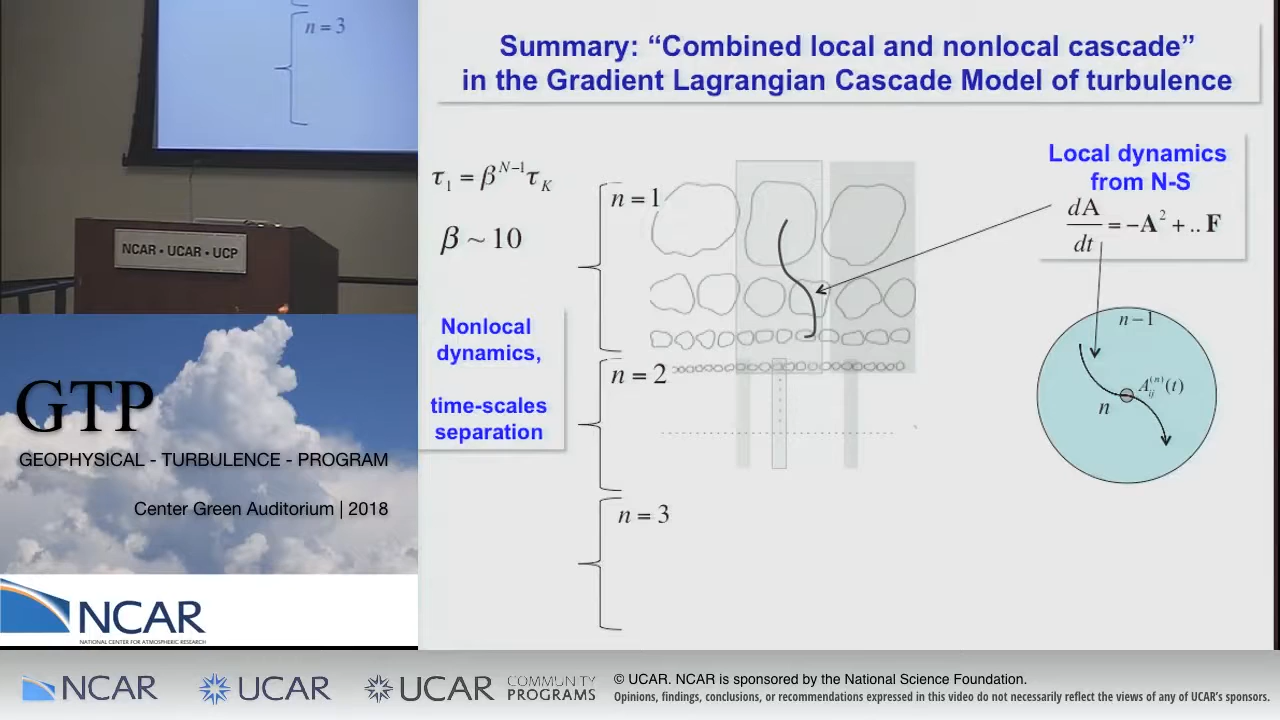 n = 3
NCAR • UCAR • UCP
GTP
GEOPHYSICAL - TURBULENCE - PROGRAM
Center Green Auditorium | 2018
NCAR
NATIONAL CENTER FOR ATMOSPHERIC RESEARCH
Summary: “Combined local and nonlocal cascade”
in the Gradient Lagrangian Cascade Model of turbulence
τ₁ = β^{N−1}τ_K
β ~ 10
Nonlocal
dynamics,
time-scales
separation
n = 1
n = 2
n = 3
Local dynamics
from N-S
dA/dt = −A² + .. F
n−1
A_{ij}^{(n)}(t)
n
NCAR
UCAR
UCAR
COMMUNITY
PROGRAMS
© UCAR. NCAR is sponsored by the National Science Foundation.
Opinions, findings, conclusions, or recommendations expressed in this video do not necessarily reflect the views of any of UCAR's sponsors.